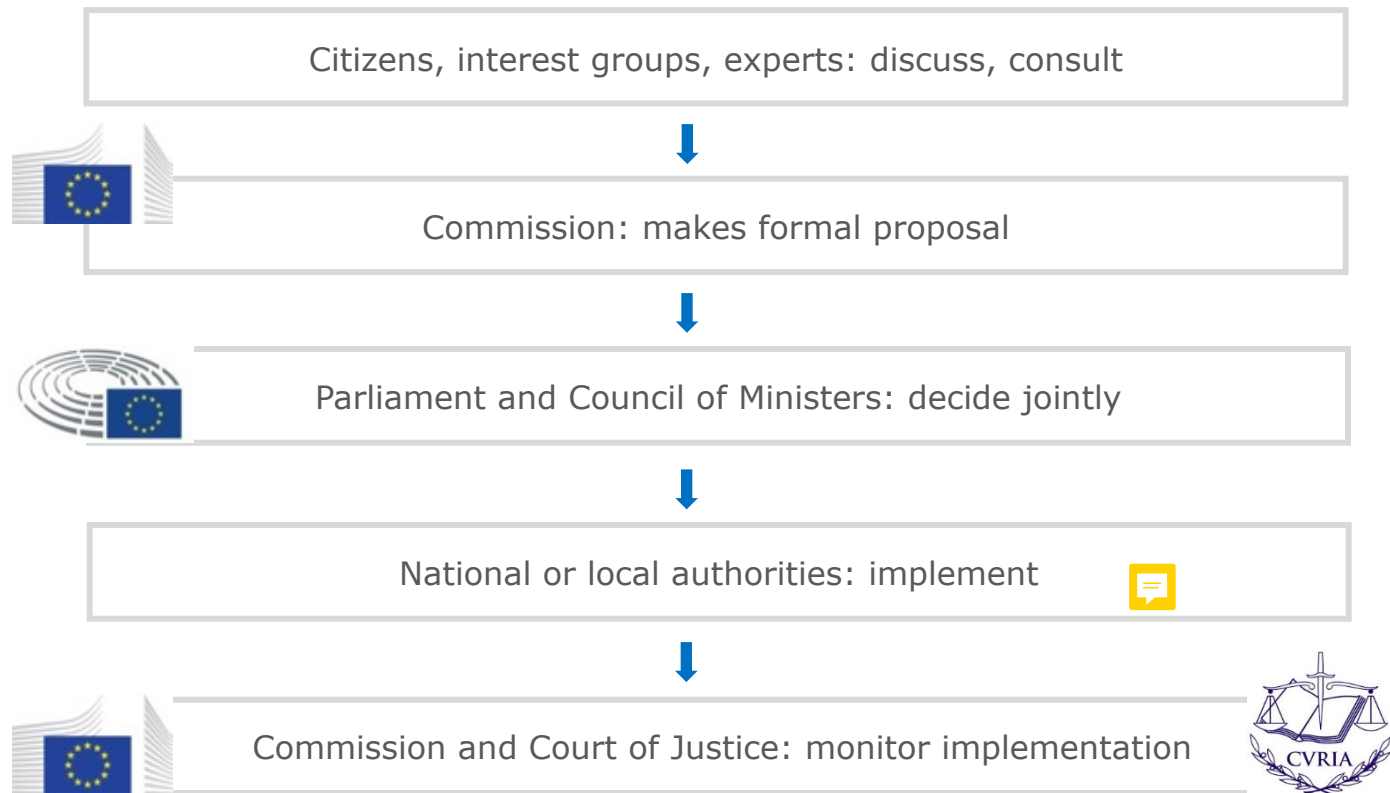 Citizens, interest groups, experts: discuss, consult
Commission: makes formal proposal
Parliament and Council of Ministers: decide jointly
National or local authorities: implement
Commission and Court of Justice: monitor implementation
CVRIA